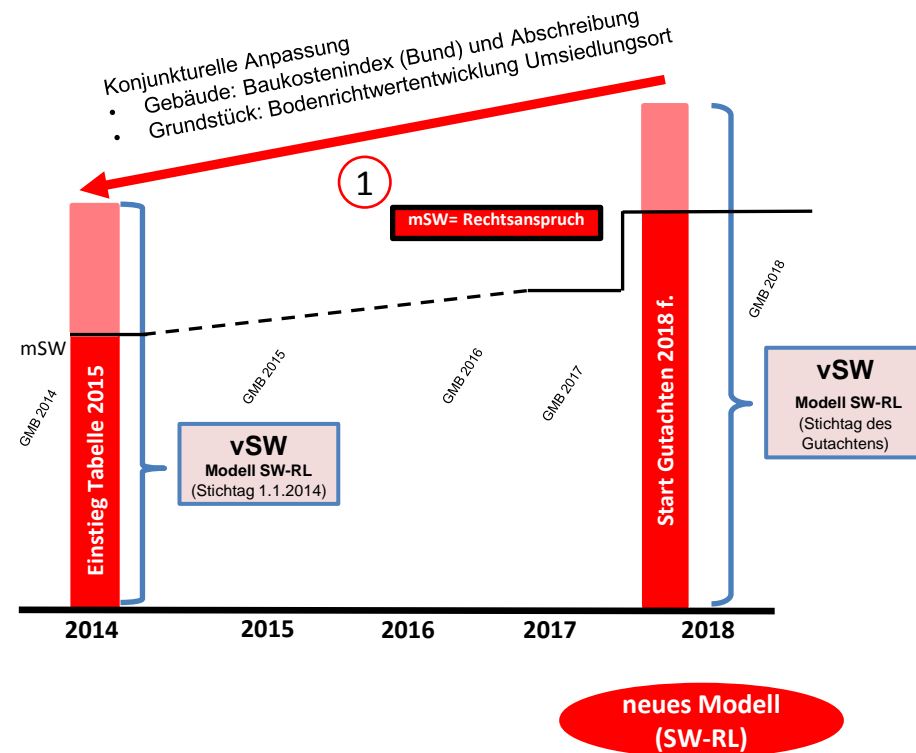 Konjunkturelle Anpassung
• Gebäude: Baukostenindex (Bund) und Abschreibung
• Grundstück: Bodenrichtwertentwicklung Umsiedlungsort
1
mSW= Rechtsanspruch
mSW
GMB 2014
Einstieg Tabelle 2015
vSW
Modell SW-RL
(Stichtag 1.1.2014)
GMB 2015
GMB 2016
GMB 2017
Start Gutachten 2018 f.
GMB 2018
vSW
Modell SW-RL
(Stichtag des
Gutachtens)
2014
2015
2016
2017
2018
neues Modell
(SW-RL)